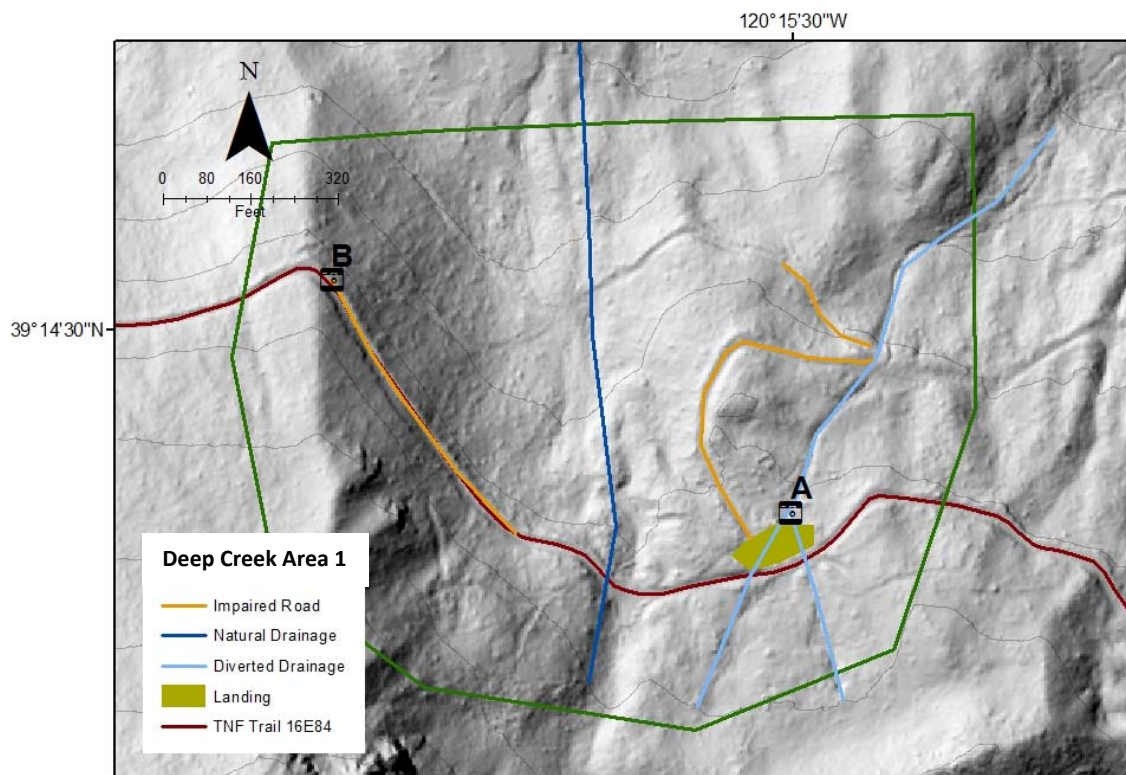 120°15'30"W
N
0 80 160 320
Feet
B
39°14'30"N
A
Deep Creek Area 1
Impaired Road
Natural Drainage
Diverted Drainage
Landing
TNF Trail 16E84